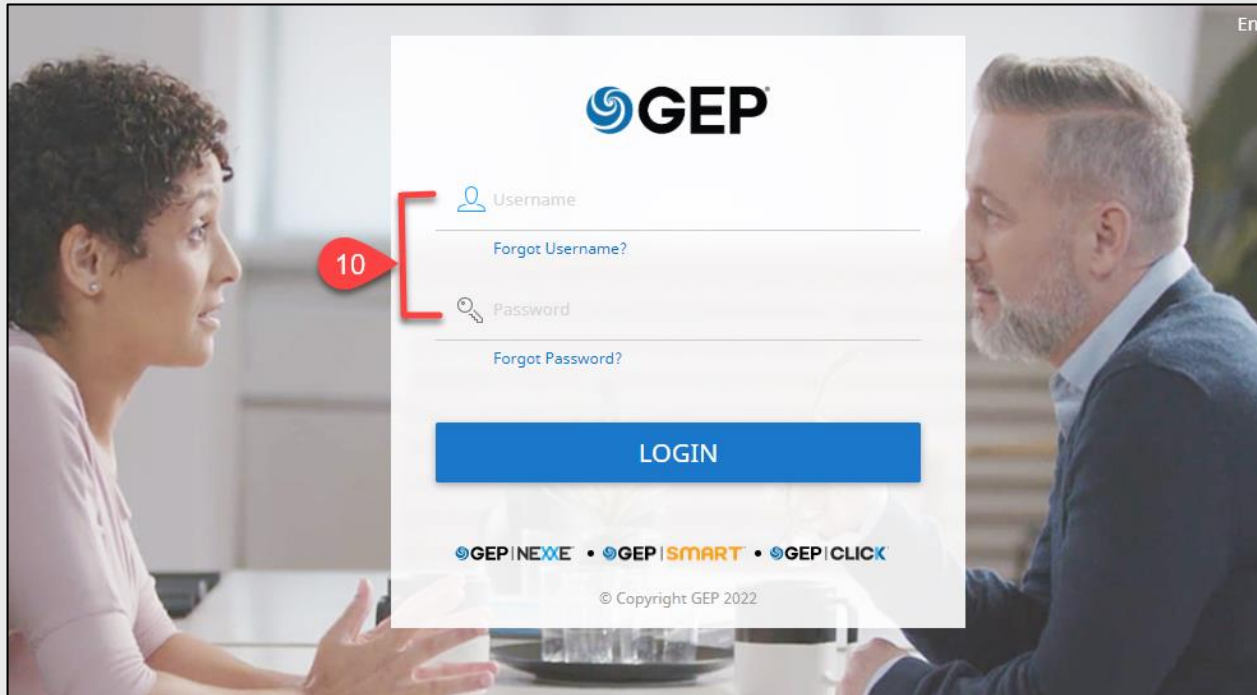 En
GEP
Username
Forgot Username?
10
Password
Forgot Password?
LOGIN
GEP | NEXXE • GEP | SMART • GEP | CLICK
© Copyright GEP 2022